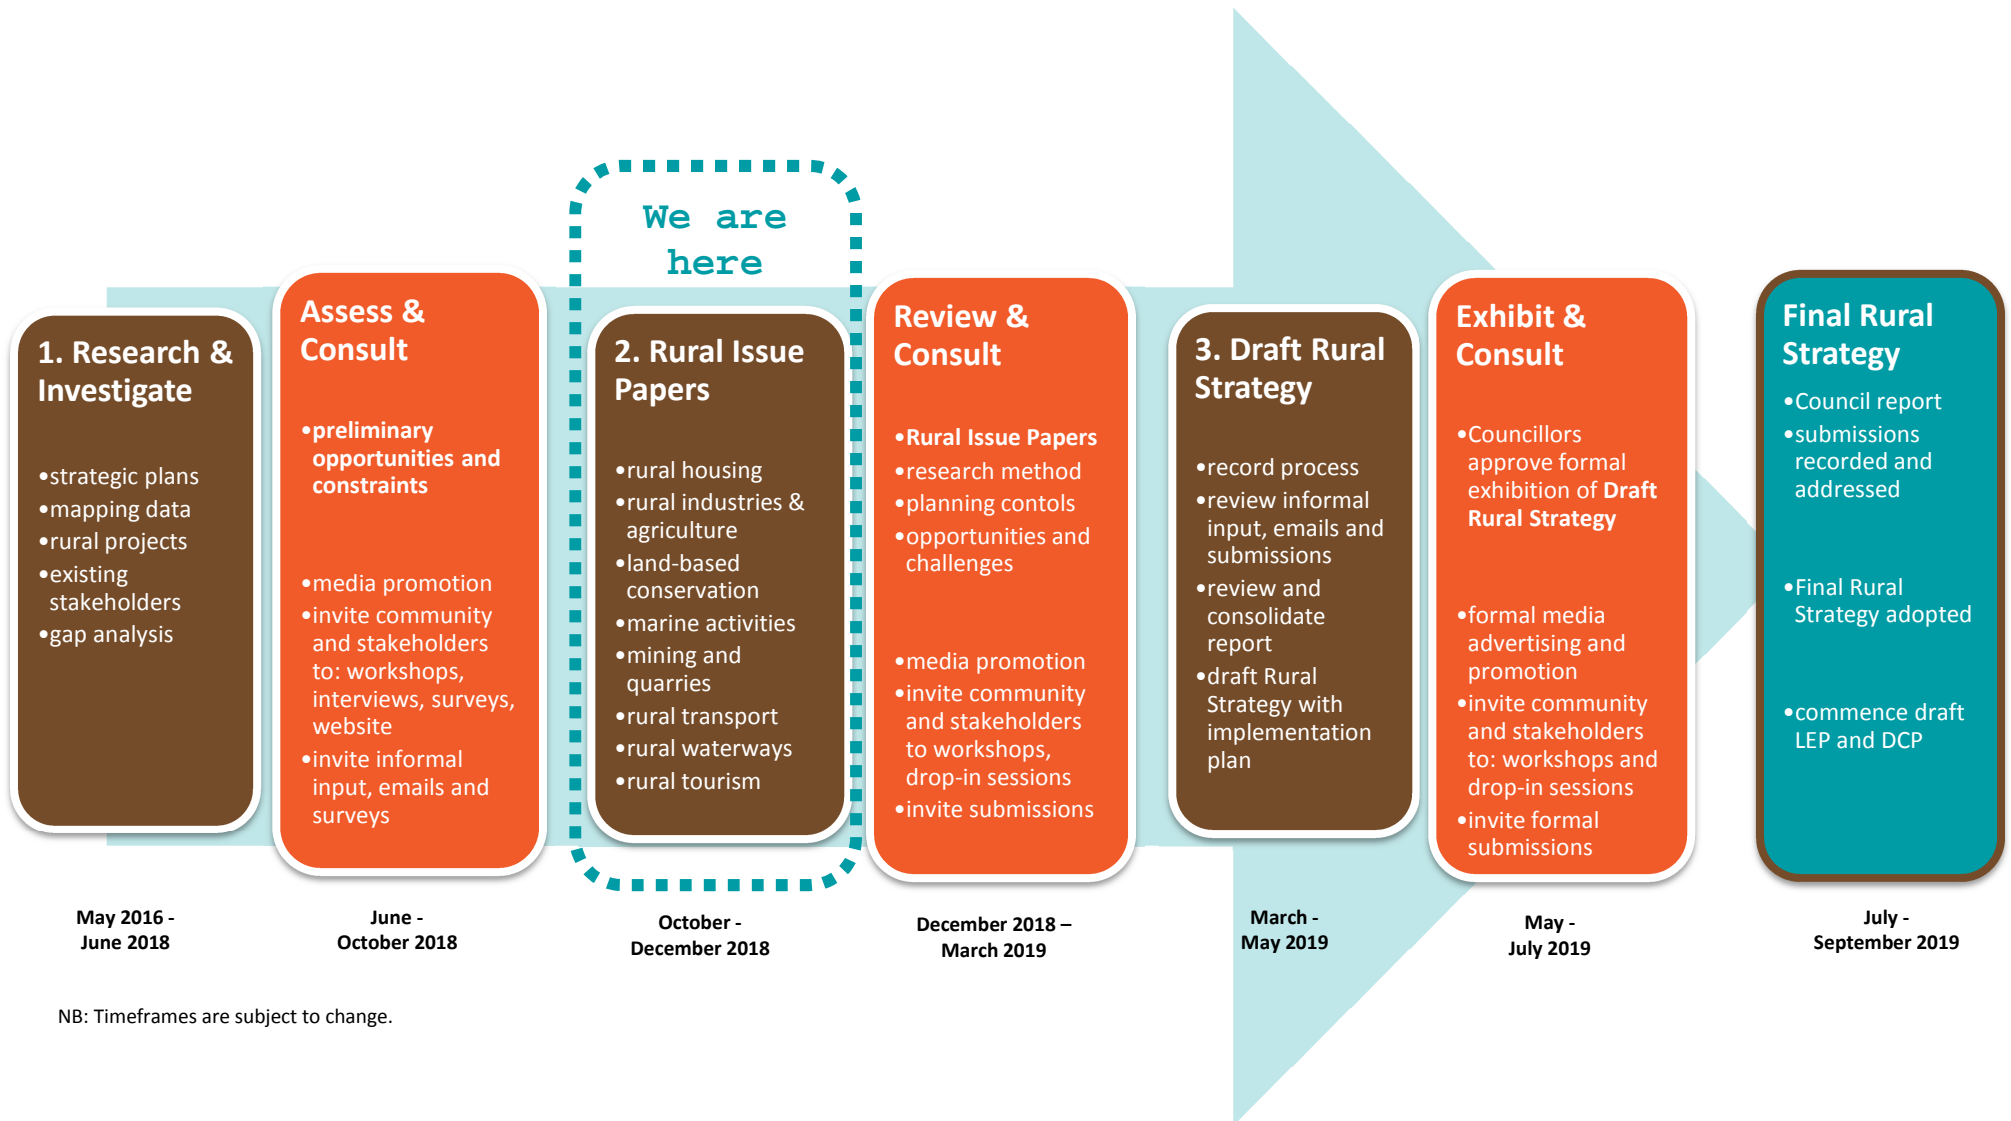 We are
here
1. Research &
Investigate
•strategic plans
•mapping data
•rural projects
•existing
stakeholders
•gap analysis
Assess &
Consult
•preliminary
opportunities and
constraints
•media promotion
•invite community
and stakeholders
to: workshops,
interviews, surveys,
website
•invite informal
input, emails and
surveys
2. Rural Issue
Papers
•rural housing
•rural industries &
agriculture
•land-based
conservation
•marine activities
•mining and
quarries
•rural transport
•rural waterways
•rural tourism
Review &
Consult
•Rural Issue Papers
•research method
•planning contols
•opportunities and
challenges
•media promotion
•invite community
and stakeholders
to workshops,
drop-in sessions
•invite submissions
3. Draft Rural
Strategy
•record process
•review informal
input, emails and
submissions
•review and
consolidate
report
•draft Rural
Strategy with
implementation
plan
Exhibit &
Consult
•Councillors
approve formal
exhibition of Draft
Rural Strategy
•formal media
advertising and
promotion
•invite community
and stakeholders
to: workshops and
drop-in sessions
•invite formal
submissions
Final Rural
Strategy
•Council report
•submissions
recorded and
addressed
•Final Rural
Strategy adopted
•commence draft
LEP and DCP
May 2016 -
June 2018
June -
October 2018
October -
December 2018
December 2018 –
March 2019
March -
May 2019
May -
July 2019
July -
September 2019
NB: Timeframes are subject to change.